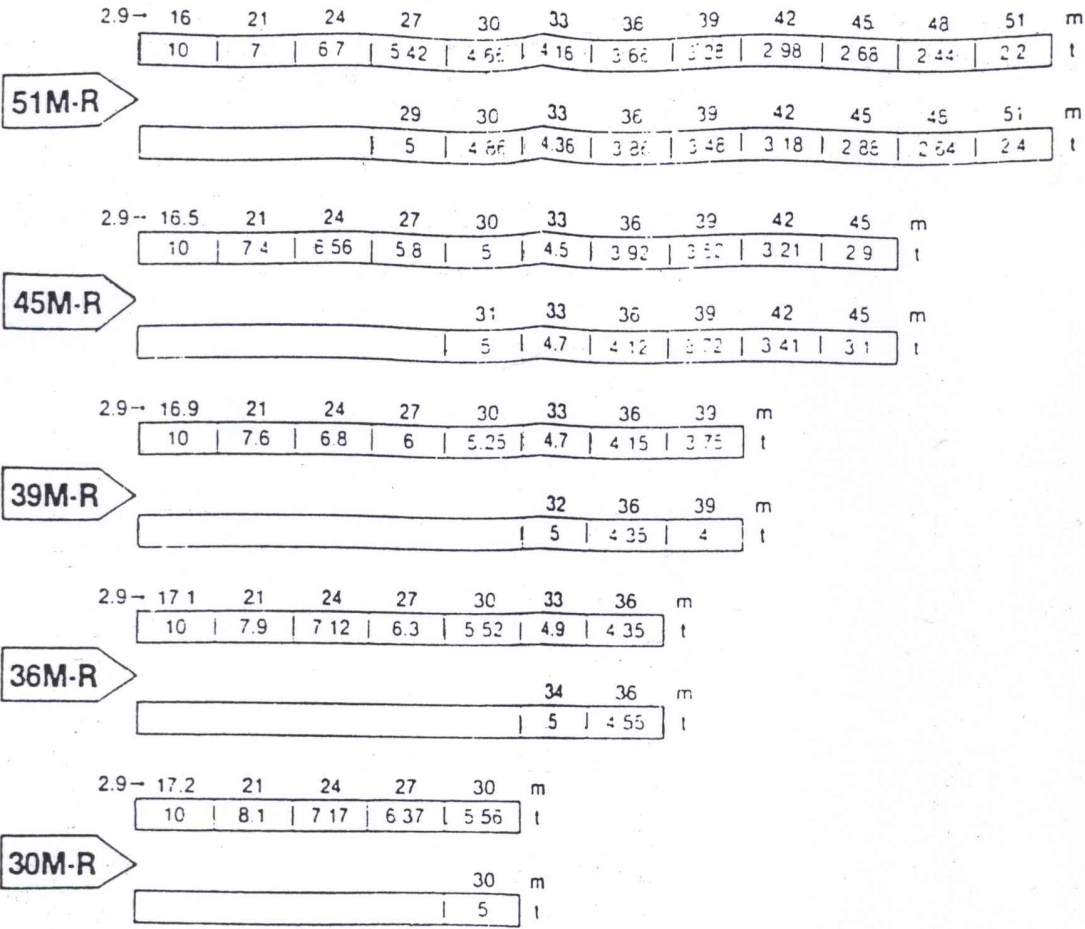 2.9→ 16 21 24 27 30 33 36 39 42 45 48 51 m
10 7 6.7 5.42 4.66 4.16 3.66 3.28 2.98 2.68 2.44 2.2 t
51M-R
29 30 33 36 39 42 45 48 51 m
5 4.86 4.36 3.86 3.48 3.18 2.88 2.64 2.4 t
2.9→ 16.5 21 24 27 30 33 36 39 42 45 m
10 7.4 6.56 5.8 5 4.5 3.92 3.21 2.9 t
45M-R
31 33 36 39 42 45 m
5 4.7 4.12 3.72 3.41 3.1 t
2.9→ 16.9 21 24 27 30 33 36 39 m
10 7.6 6.8 6 5.25 4.7 4.15 3.75 t
39M-R
32 36 39 m
5 4.35 4 t
2.9→ 17.1 21 24 27 30 33 36 m
10 7.9 7.12 6.3 5.52 4.9 4.35 t
36M-R
34 36 m
5 4.55 t
2.9→ 17.2 21 24 27 30 m
10 8.1 7.17 6.37 5.56 t
30M-R
30 m
5 t